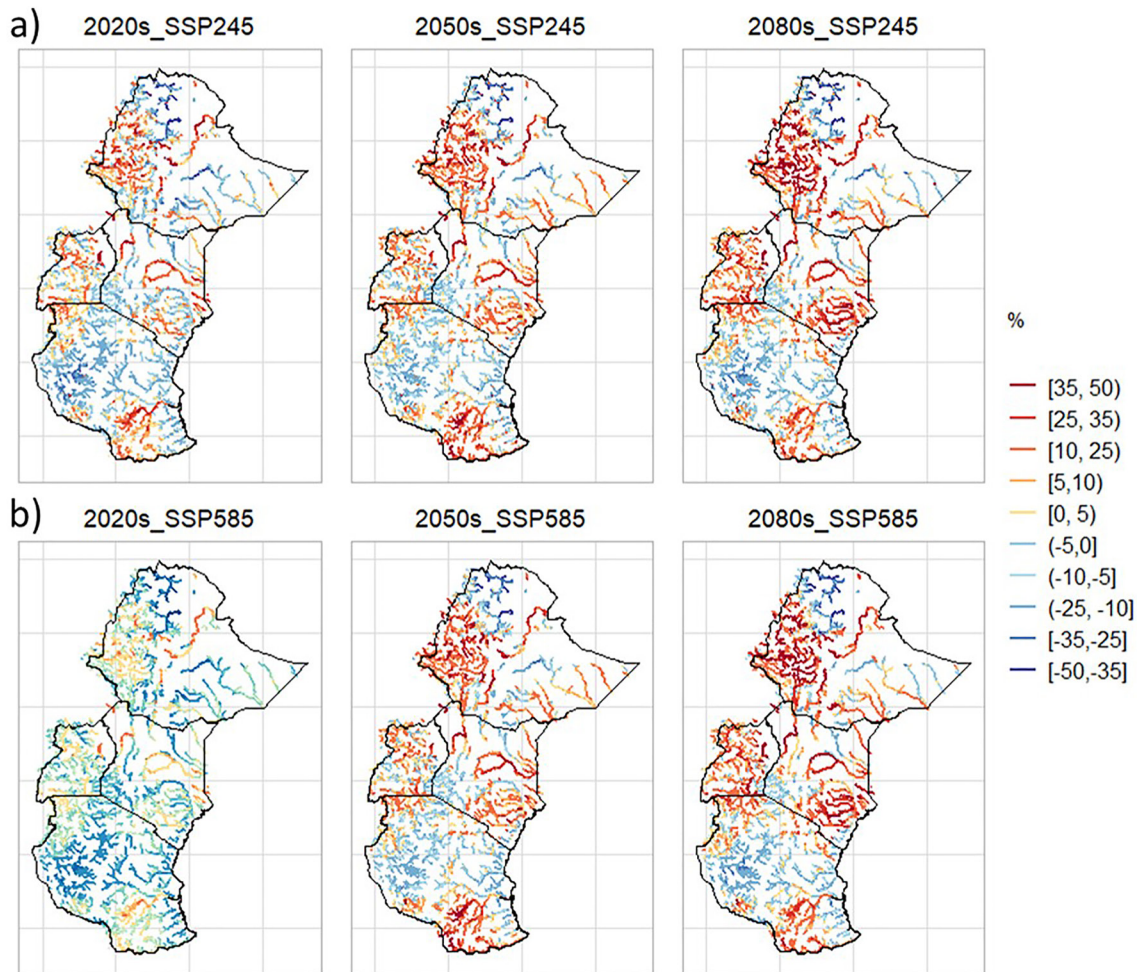 a)
2020s_SSP245
2050s_SSP245
2080s_SSP245
%
[35, 50)
[25, 35)
[10, 25)
[5,10)
[0, 5)
(-5,0]
(-10,-5]
(-25, -10]
[-35,-25]
[-50,-35]
b)
2020s_SSP585
2050s_SSP585
2080s_SSP585